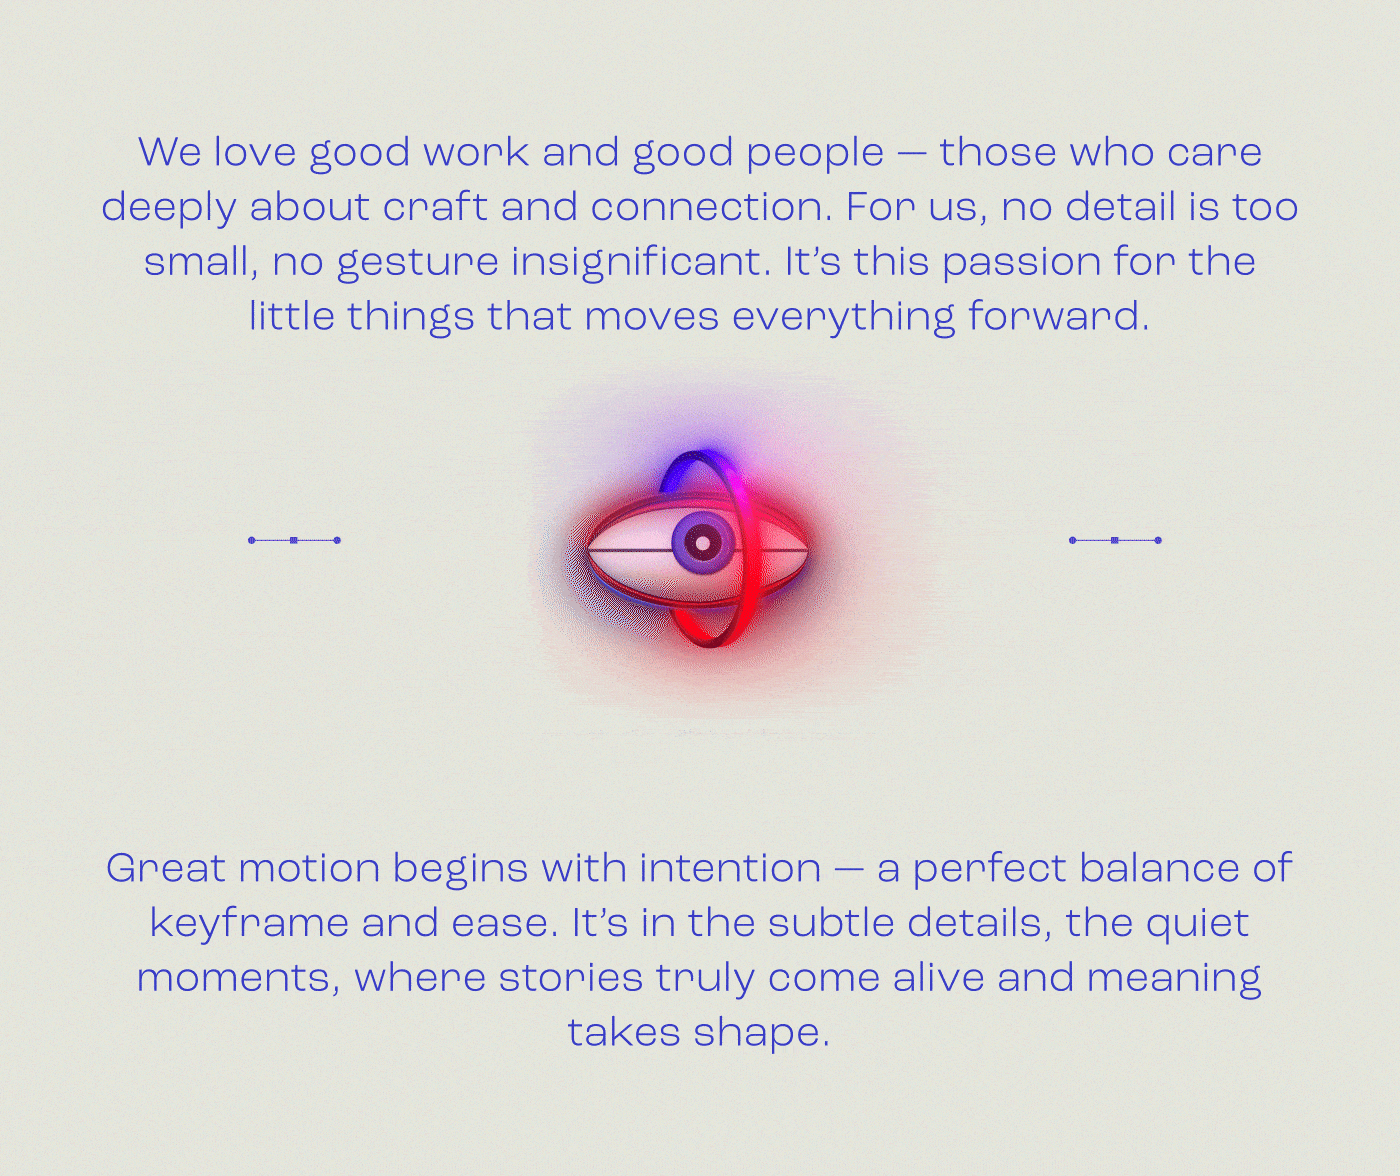 We love good work and good people — those who care
deeply about craft and connection. For us, no detail is too
small, no gesture insignificant. It’s this passion for the
little things that moves everything forward.
Great motion begins with intention — a perfect balance of
keyframe and ease. It’s in the subtle details, the quiet
moments, where stories truly come alive and meaning
takes shape.